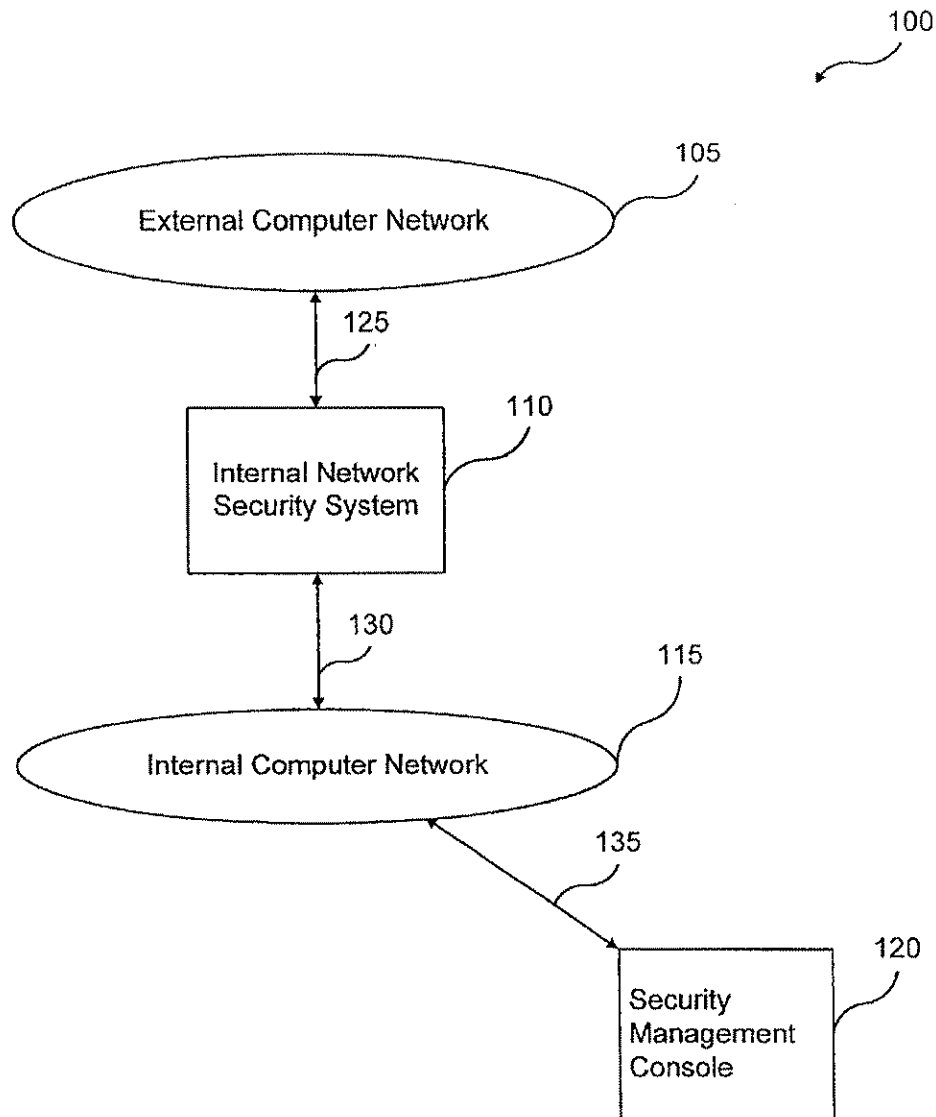 100
105
External Computer Network
125
110
Internal Network
Security System
130
115
Internal Computer Network
135
120
Security
Management
Console